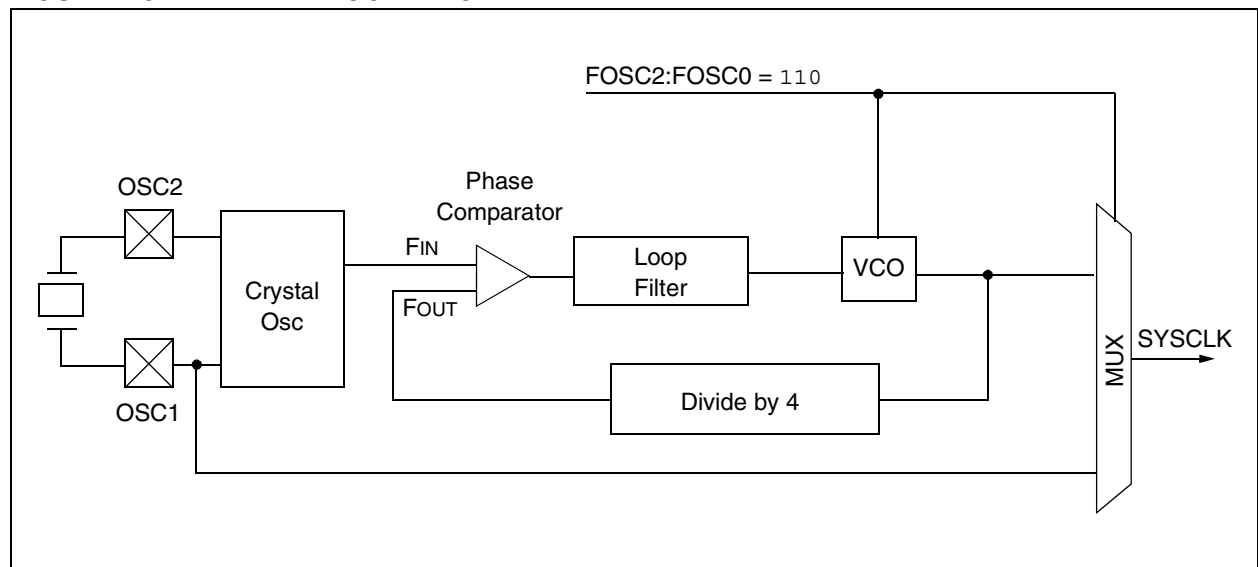 FOSC2:FOSC0 = 110
OSC2
Phase
Comparator
FIN
Loop
Filter
VCO
Crystal
Osc
FOUT
MUX
SYSCLK
Divide by 4
OSC1